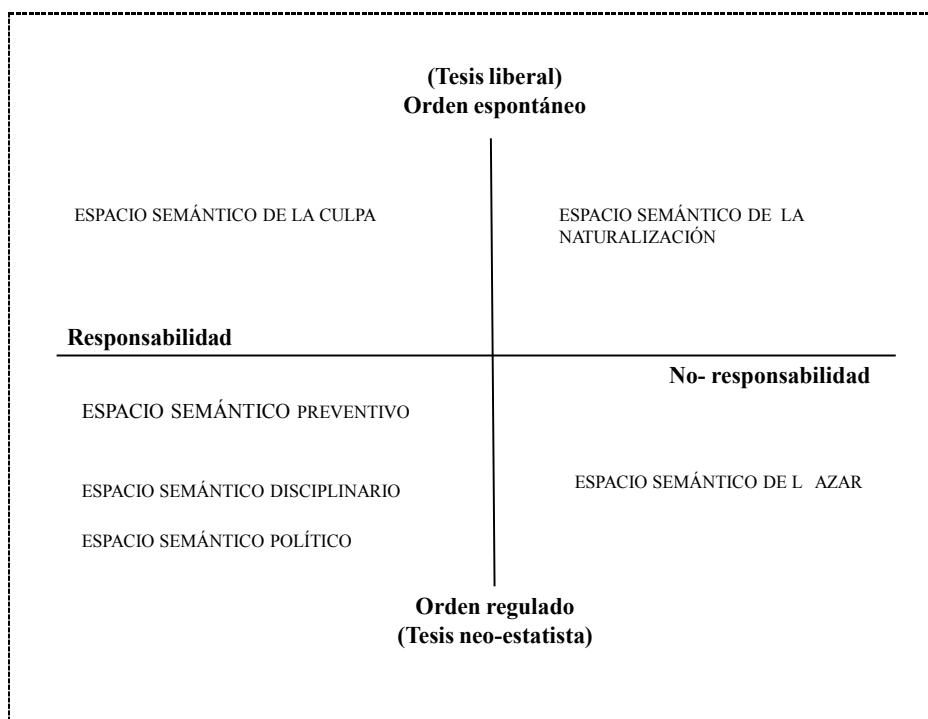 (Tesis liberal)
Orden espontáneo
ESPACIO SEMÁNTICO DE LA CULPA
ESPACIO SEMÁNTICO DE LA
NATURALIZACIÓN
Responsabilidad
No- responsabilidad
ESPACIO SEMÁNTICO PREVENTIVO
ESPACIO SEMÁNTICO DISCIPLINARIO
ESPACIO SEMÁNTICO DE L AZAR
ESPACIO SEMÁNTICO POLÍTICO
Orden regulado
(Tesis neo-estatista)